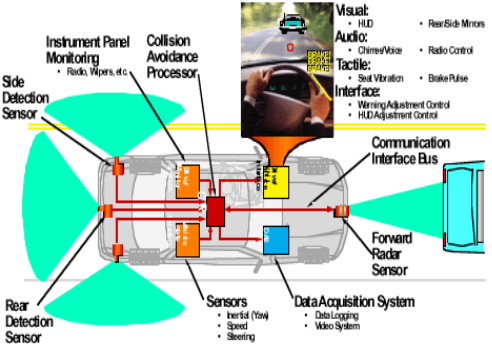 Visual:
• HUD • Rear/Side Mirrors
Audio:
• Chimes/Voice • Radio Control
Tactile:
• Seat Vibration • Brake Pulse
Interface:
• Warning Adjustment Control
• HUD Adjustment Control
BRAKE!
BRAKE!
BRAKE!
0
Instrument Panel
Monitoring
• Radio, Wipers, etc.
Collision
Avoidance
Processor
Side
Detection
Sensor
Communication
Interface Bus
Interface
Forward
Radar
Sensor
Rear
Detection
Sensor
Sensors
• Inertial (Yaw)
• Speed
• Steering
Data Acquisition System
• Data Logging
• Video System